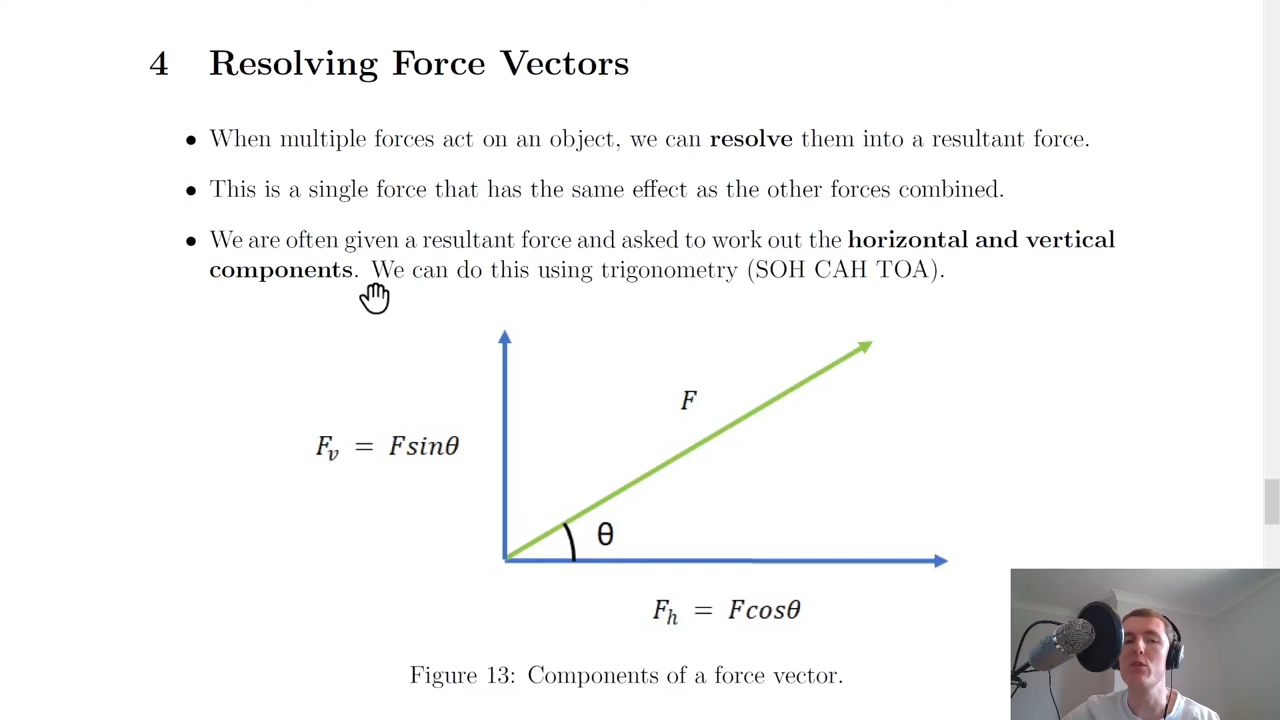 4 Resolving Force Vectors
• When multiple forces act on an object, we can resolve them into a resultant force.
• This is a single force that has the same effect as the other forces combined.
• We are often given a resultant force and asked to work out the horizontal and vertical
components. We can do this using trigonometry (SOH CAH TOA).
F
F_v = Fsinθ
θ
F_h = Fcosθ
Figure 13: Components of a force vector.